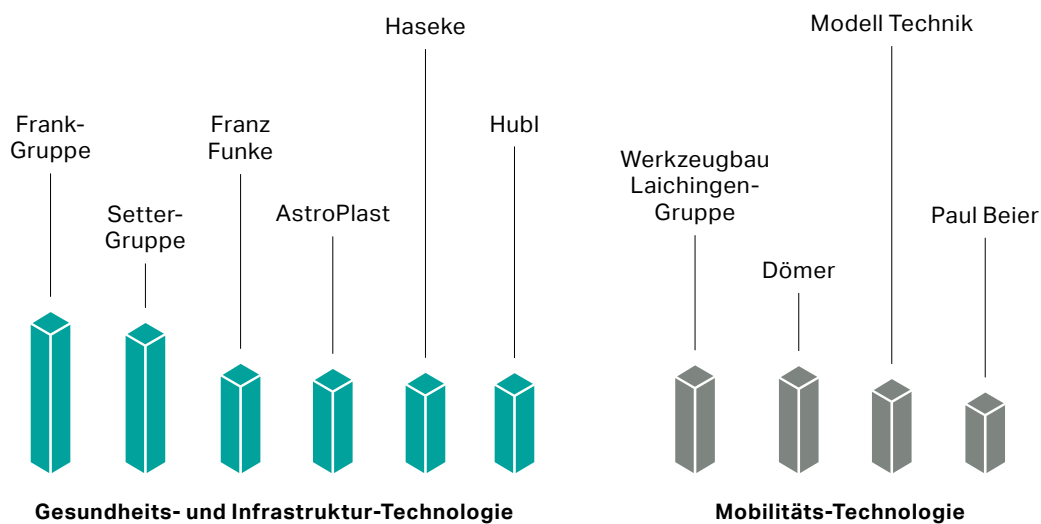 Frank-
Gruppe
Setter-
Gruppe
Franz
Funke
AstroPlast
Haseke
Hubl
Gesundheits- und Infrastruktur-Technologie
Werkzeugbau
Laichingen-
Gruppe
Dömer
Modell Technik
Paul Beier
Mobilitäts-Technologie